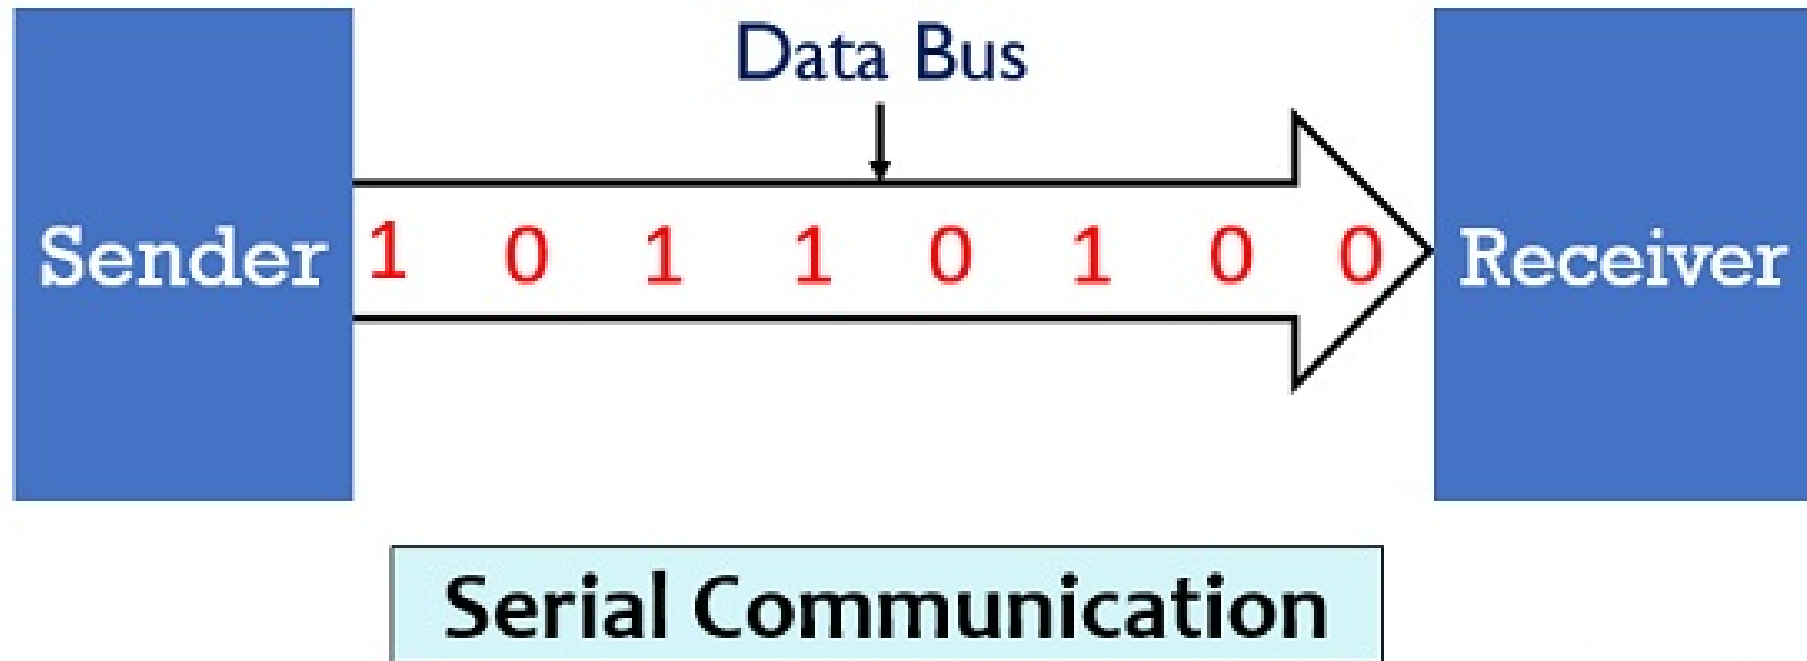 Data Bus
Sender 1 0 1 1 0 1 0 0 Receiver
Serial Communication